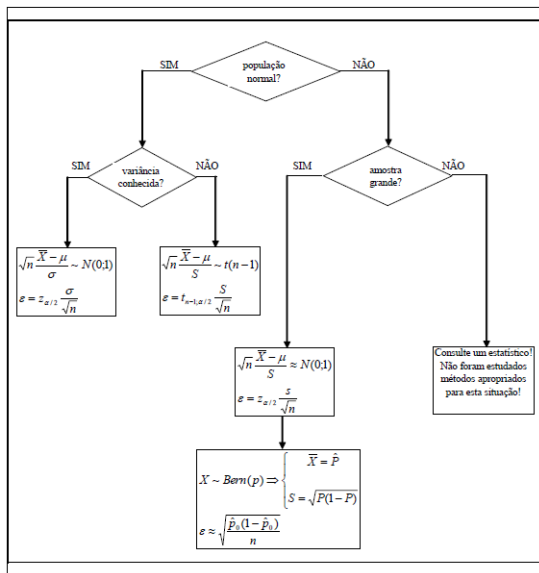 população
normal?
SIM
NÃO
variância
conhecida?
SIM
NÃO
amostra
grande?
SIM
NÃO
√n (X̅ − μ)/σ ~ N(0;1)
ε = z_{α/2} σ/√n
√n (X̅ − μ)/S ~ t(n−1)
ε = t_{n−1;α/2} S/√n
√n (X̅ − μ)/S ≈ N(0;1)
ε = z_{α/2} s/√n
Consulte um estatístico!
Não foram estudados
métodos apropriados
para esta situação!
X ~ Bern(p) ⇒ { X̅ = P̂
S = √(P(1−P))
ε ≈ √(p̂₀(1−p̂₀)/n)